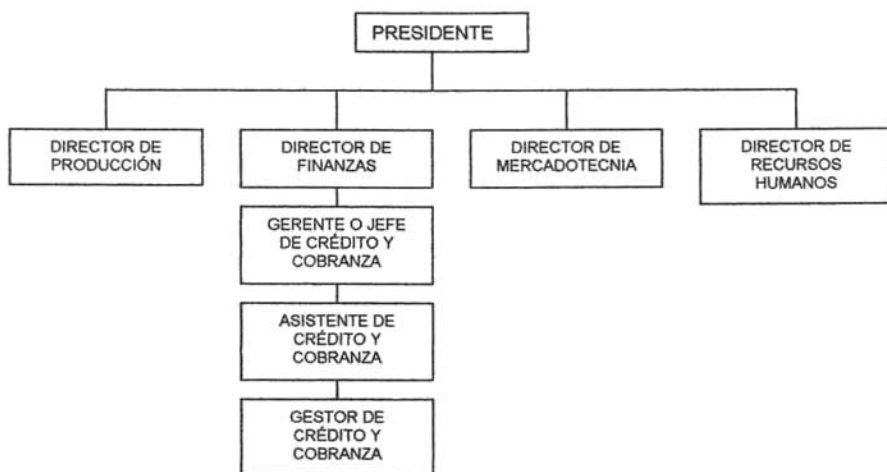 PRESIDENTE
DIRECTOR DE
PRODUCCIÓN
DIRECTOR DE
FINANZAS
DIRECTOR DE
MERCADOTECNIA
DIRECTOR DE
RECURSOS
HUMANOS
GERENTE O JEFE
DE CRÉDITO Y
COBRANZA
ASISTENTE DE
CRÉDITO Y
COBRANZA
GESTOR DE
CRÉDITO Y
COBRANZA